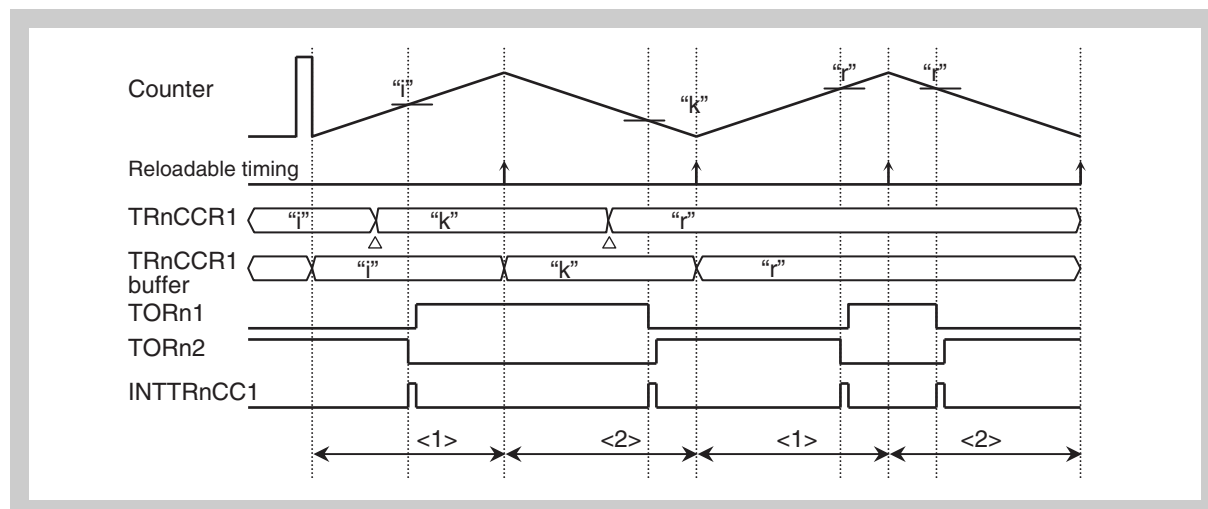 Counter
“i”
“k”
“r”
“r”
Reloadable timing
TRnCCR1
“i”
“k”
“r”
TRnCCR1
buffer
“i”
“k”
“r”
TORn1
TORn2
INTTRnCC1
<1>
<2>
<1>
<2>